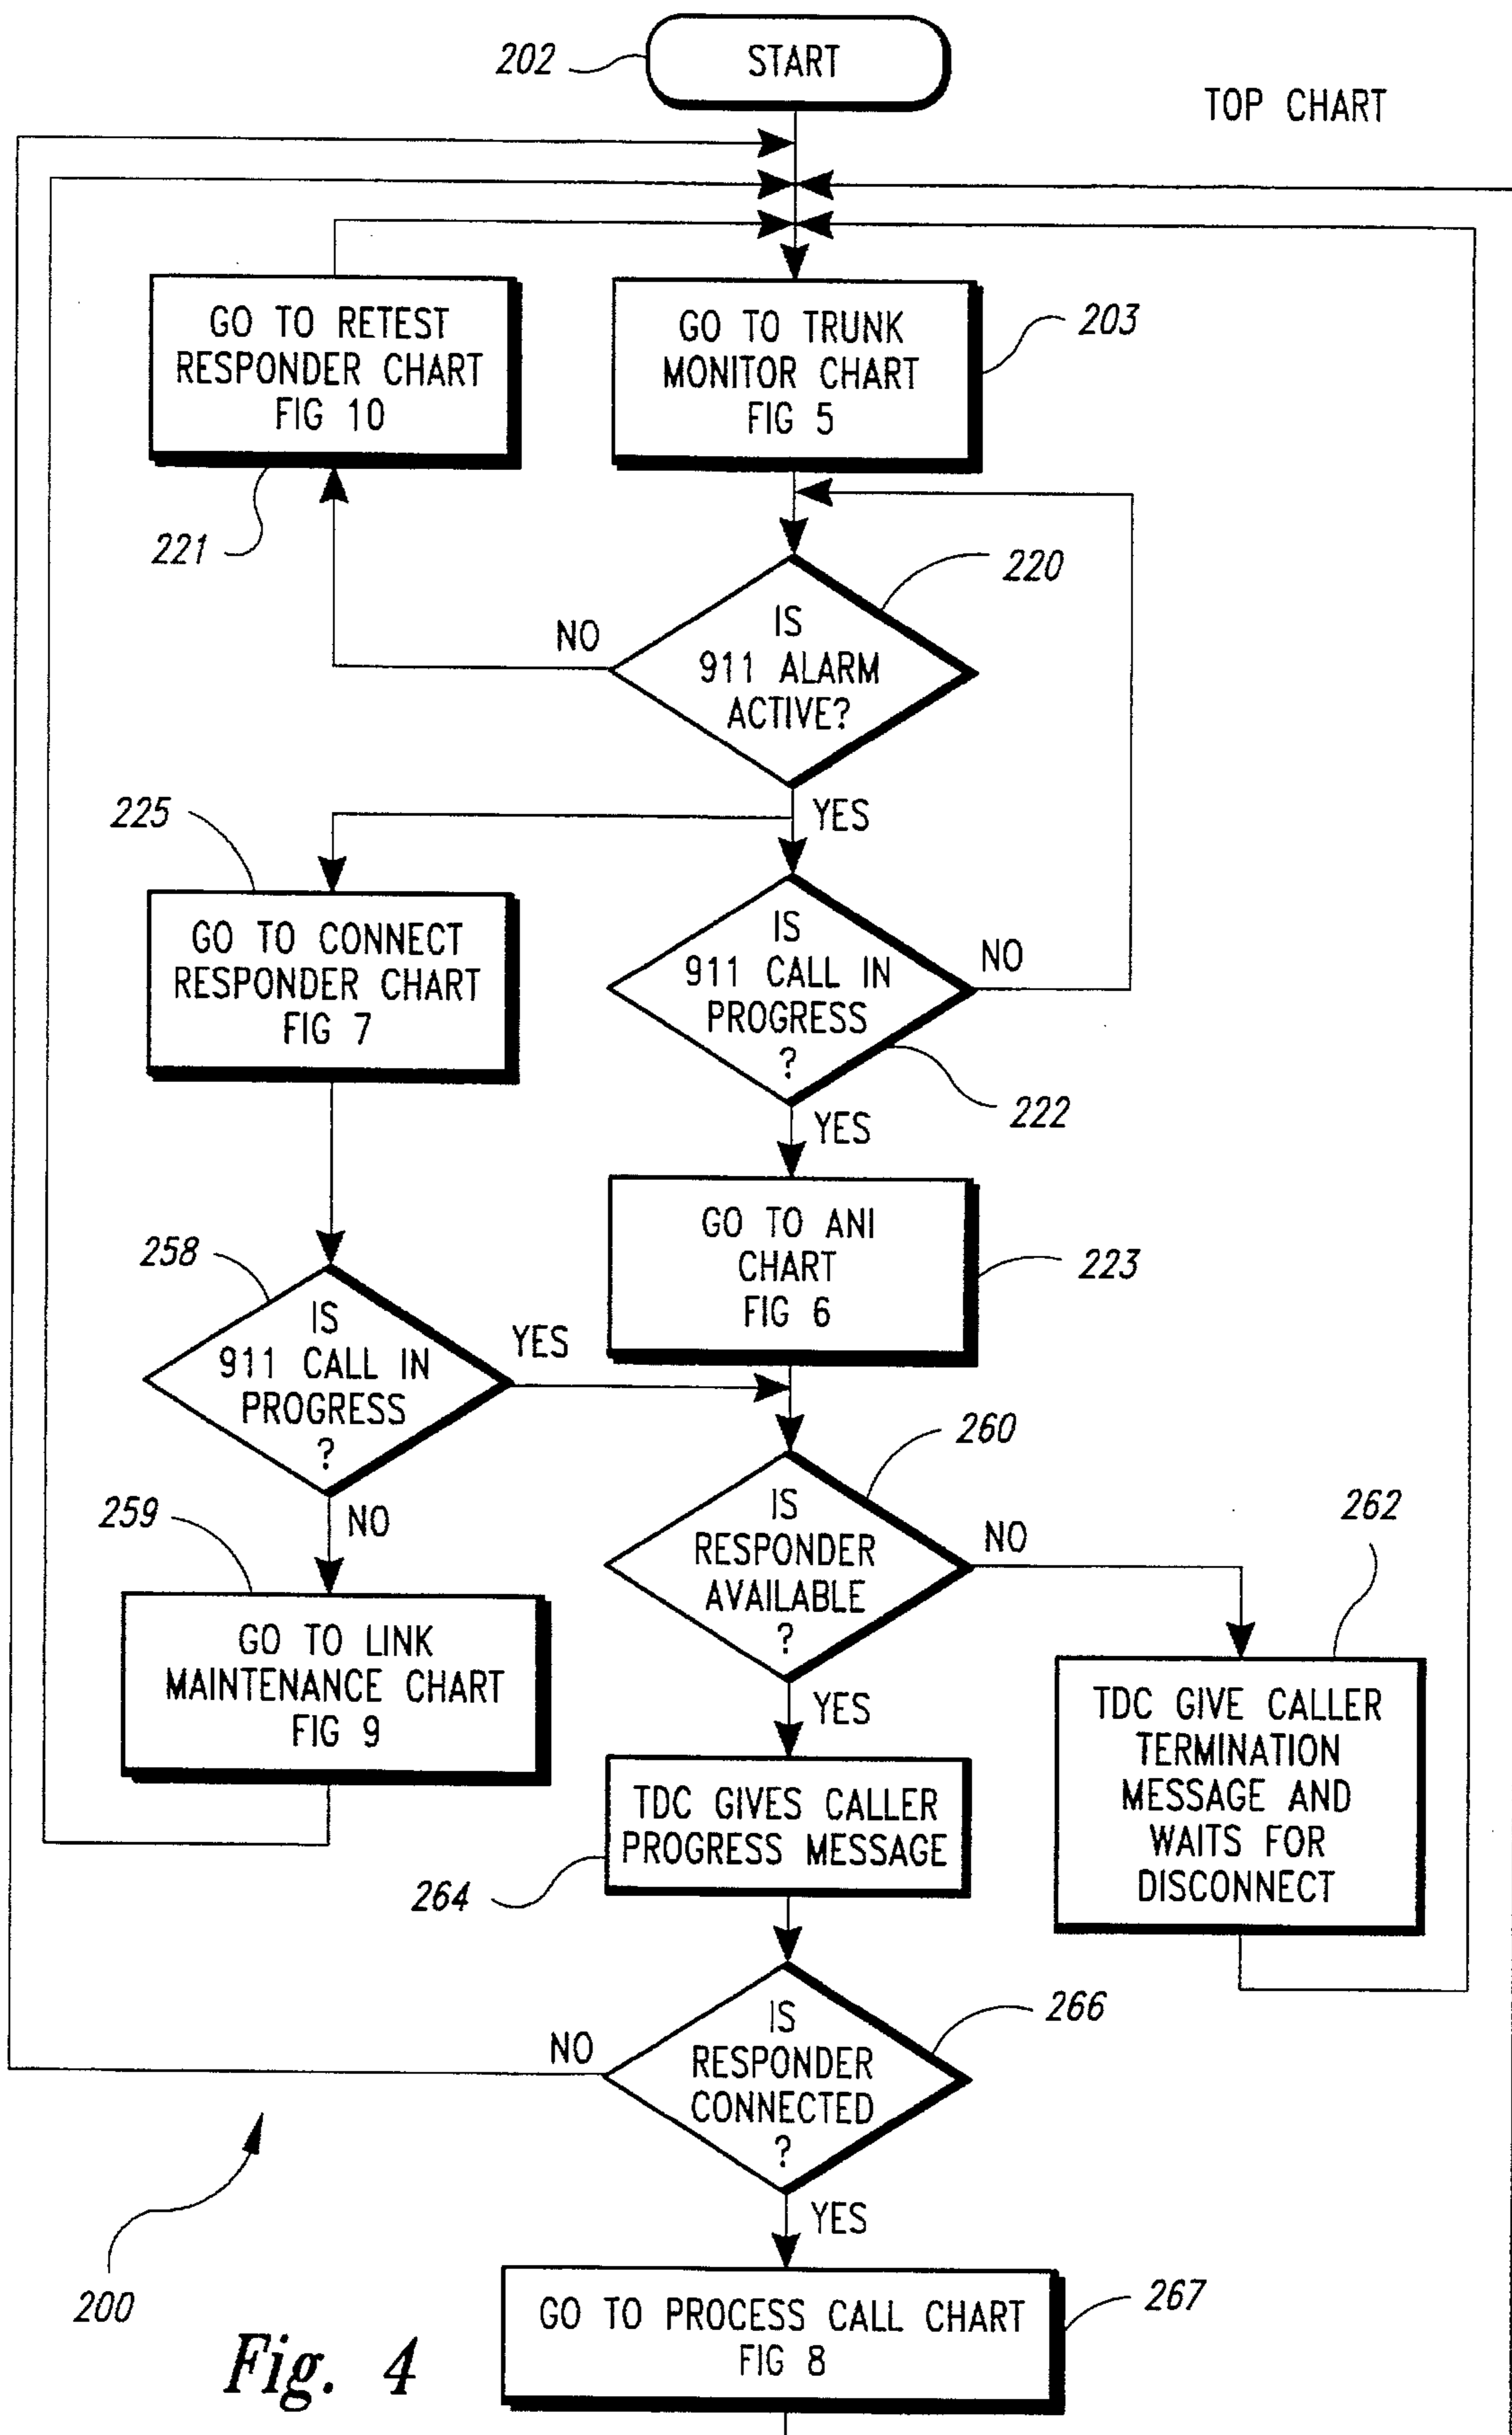 202
START
TOP CHART
GO TO RETEST
RESPONDER CHART
FIG 10
221
GO TO TRUNK
MONITOR CHART
FIG 5
203
IS
911 ALARM
ACTIVE?
220
NO
YES
225
GO TO CONNECT
RESPONDER CHART
FIG 7
IS
911 CALL IN
PROGRESS
?
NO
222
YES
GO TO ANI
CHART
FIG 6
223
258
IS
911 CALL IN
PROGRESS
?
YES
NO
259
GO TO LINK
MAINTENANCE CHART
FIG 9
260
IS
RESPONDER
AVAILABLE
?
NO
262
YES
TDC GIVE CALLER
TERMINATION
MESSAGE AND
WAITS FOR
DISCONNECT
TDC GIVES CALLER
PROGRESS MESSAGE
264
IS
RESPONDER
CONNECTED
?
266
NO
YES
200
GO TO PROCESS CALL CHART
FIG 8
267
Fig. 4